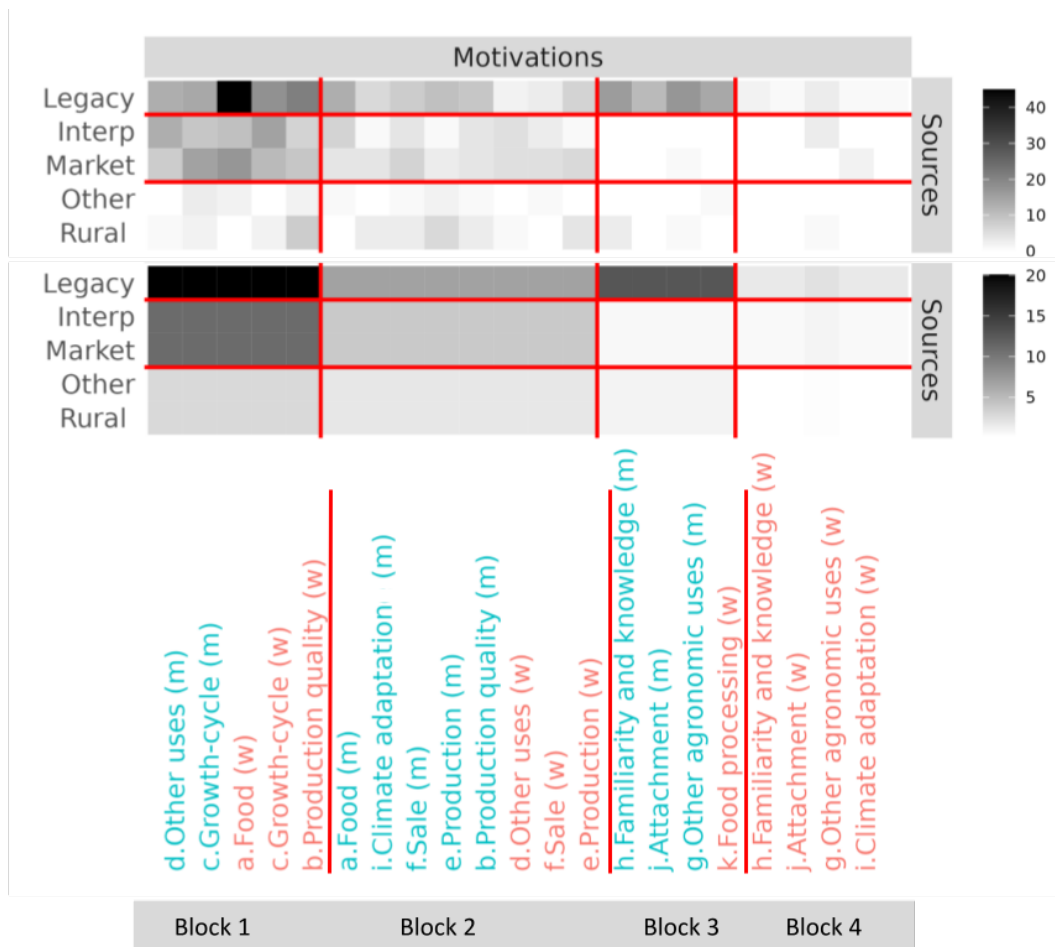 Motivations
Legacy
Interp
Market
Other
Rural
Sources
40
30
20
10
0
Legacy
Interp
Market
Other
Rural
Sources
20
15
10
5
d.Other uses (m)
c.Growth-cycle (m)
a.Food (w)
c.Growth-cycle (w)
b.Production quality (w)
a.Food (m)
i.Climate adaptation (m)
f.Sale (m)
e.Production (m)
b.Production quality (m)
d.Other uses (w)
f.Sale (w)
e.Production (w)
h.Familiarity and knowledge (m)
j.Attachment (m)
g.Other agronomic uses (m)
k.Food processing (w)
h.Familiarity and knowledge (w)
j.Attachment (w)
g.Other agronomic uses (w)
i.Climate adaptation (w)
Block 1
Block 2
Block 3
Block 4